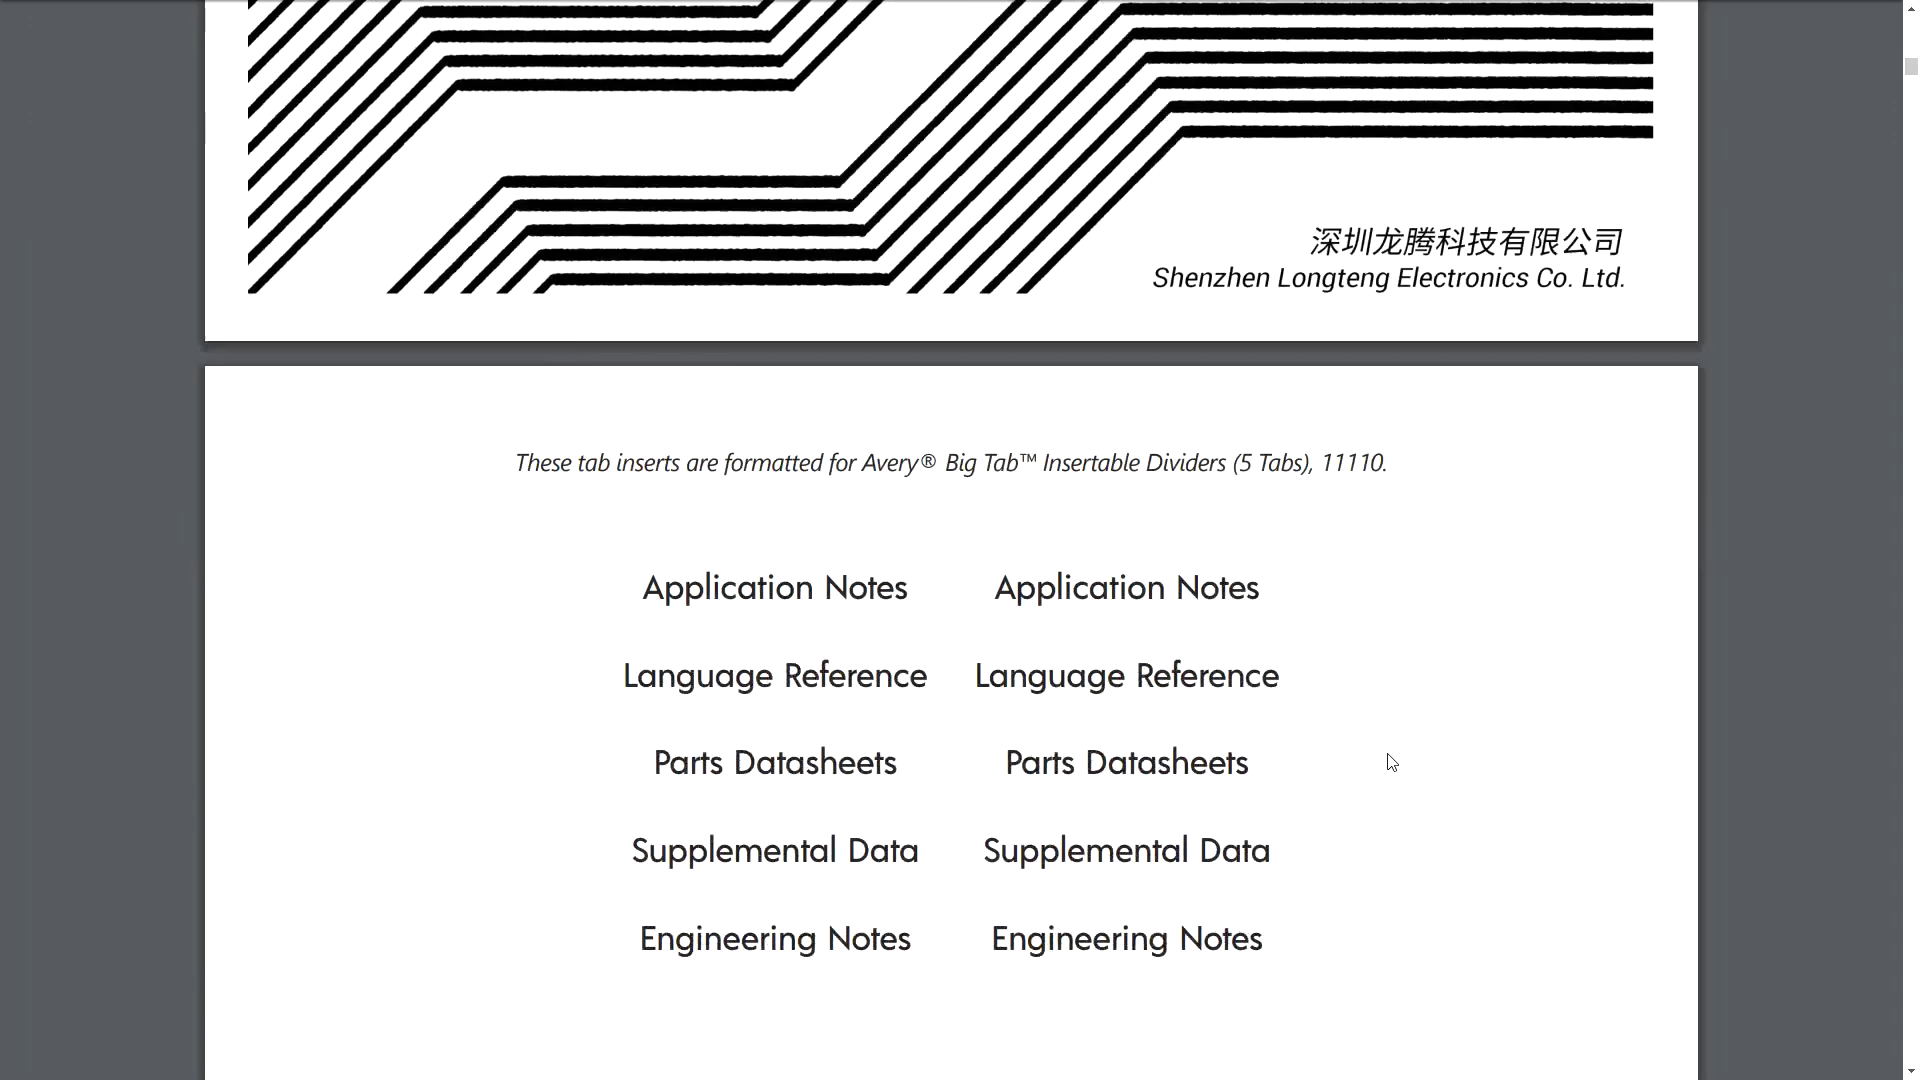 深圳龙腾科技有限公司
Shenzhen Longteng Electronics Co. Ltd.
These tab inserts are formatted for Avery® Big Tab™ Insertable Dividers (5 Tabs), 11110.
Application Notes Application Notes
Language Reference Language Reference
Parts Datasheets Parts Datasheets
Supplemental Data Supplemental Data
Engineering Notes Engineering Notes